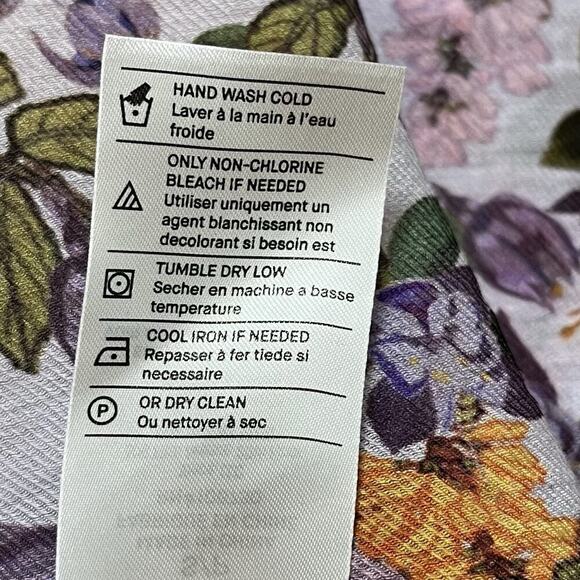 HAND WASH COLD
Laver à la main à l'eau
froide
ONLY NON-CHLORINE
BLEACH IF NEEDED
Utiliser uniquement un
agent blanchissant non
decolorant si besoin est
TUMBLE DRY LOW
Secher en machine a basse
temperature
COOL IRON IF NEEDED
Repasser à fer tiede si
necessaire
P
OR DRY CLEAN
Ou nettoyer à sec